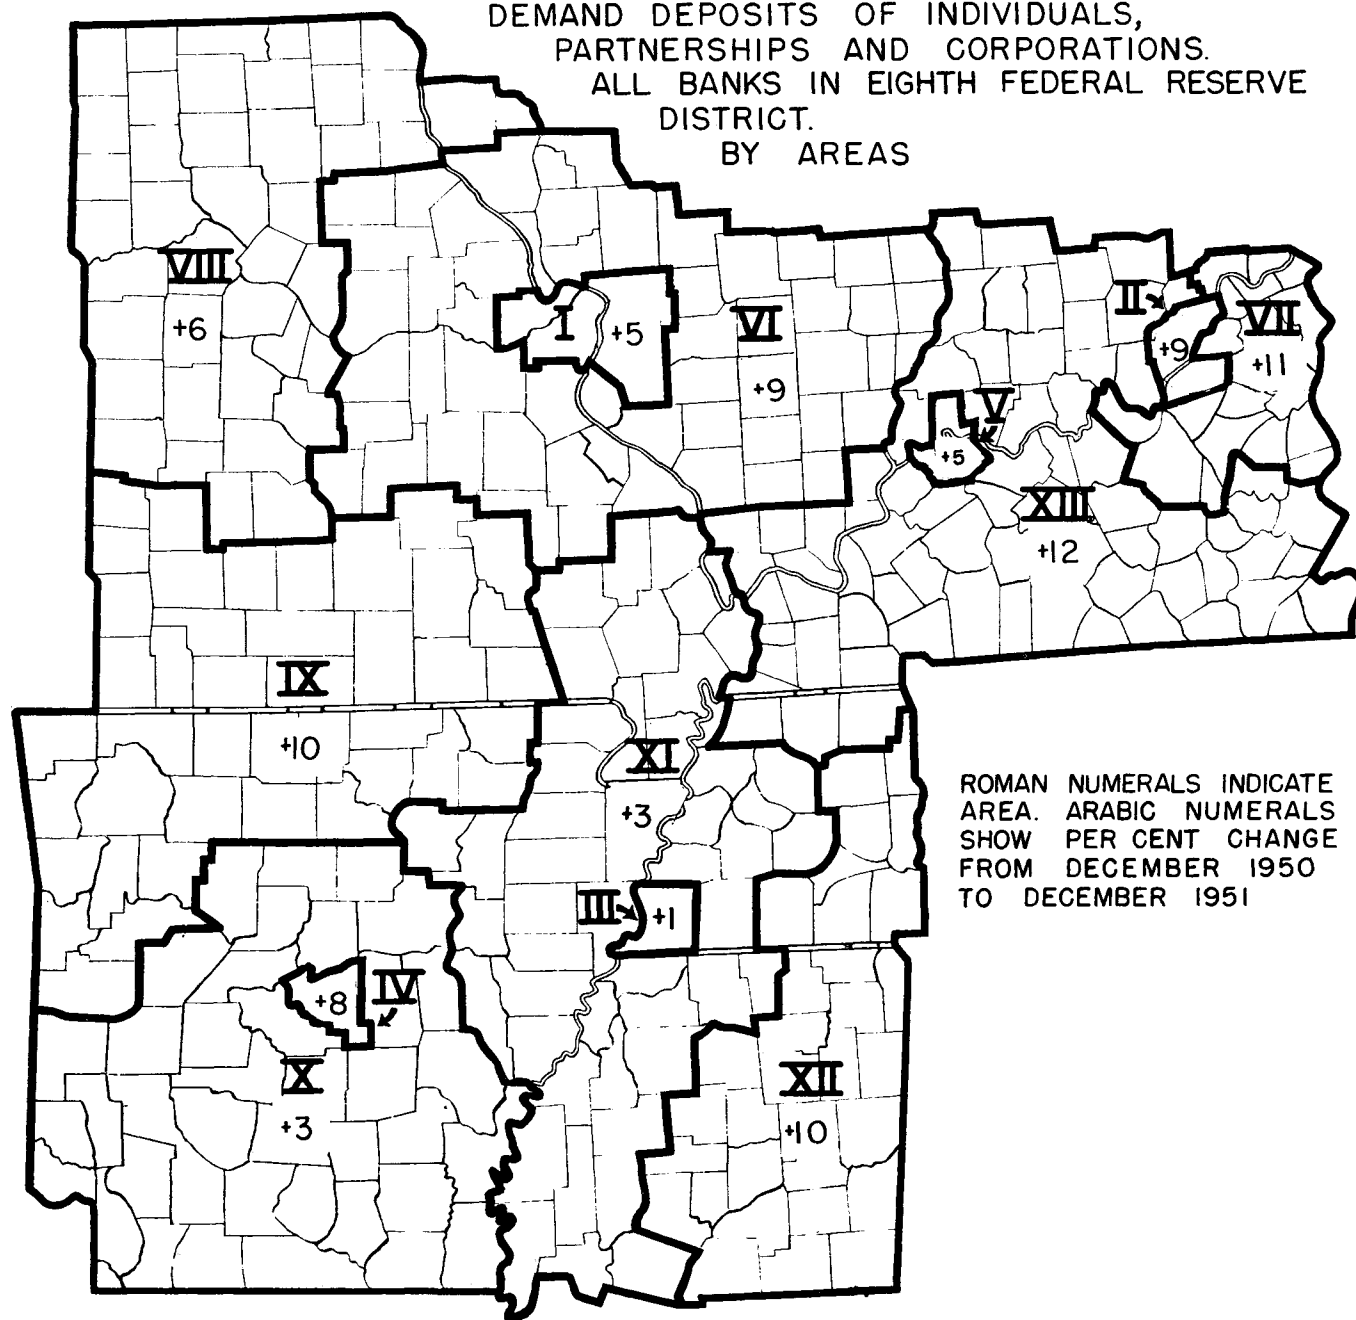 DEMAND DEPOSITS OF INDIVIDUALS,
PARTNERSHIPS AND CORPORATIONS.
ALL BANKS IN EIGHTH FEDERAL RESERVE
DISTRICT.
BY AREAS
VIII
+6
I
+5
VI
+9
II
+9
VII
+11
V
+5
XIII
+12
IX
+10
XI
+3
ROMAN NUMERALS INDICATE
AREA. ARABIC NUMERALS
SHOW PER CENT CHANGE
FROM DECEMBER 1950
TO DECEMBER 1951
III
+1
IV
+8
X
+3
XII
+10